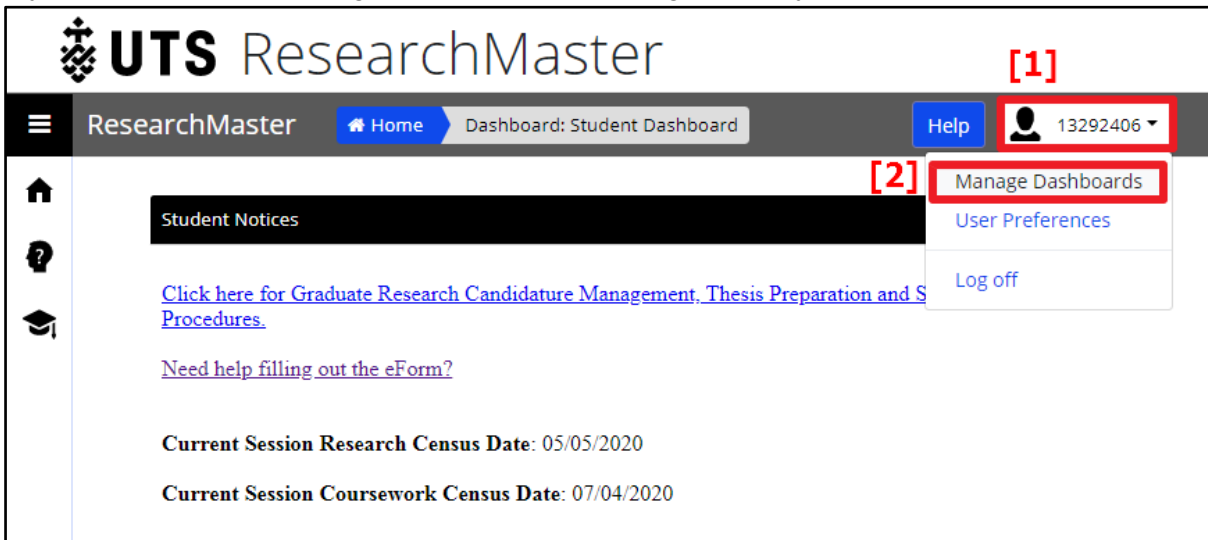 UTS ResearchMaster
[1]
ResearchMaster Home Dashboard: Student Dashboard Help 13292406
[2] Manage Dashboards
User Preferences
Log off
Student Notices
Click here for Graduate Research Candidature Management, Thesis Preparation and S
Procedures.
Need help filling out the eForm?
Current Session Research Census Date: 05/05/2020
Current Session Coursework Census Date: 07/04/2020